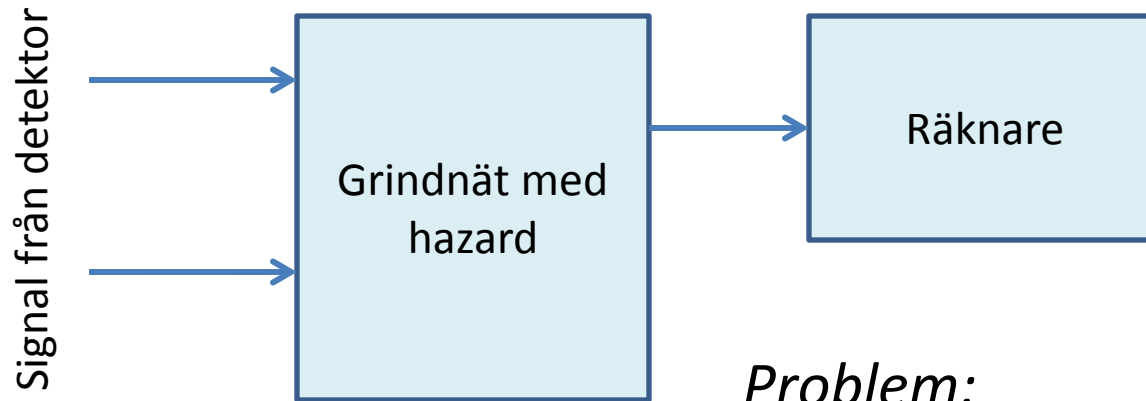 Signal från detektor
Grindnät med
hazard
Räknare
Problem: